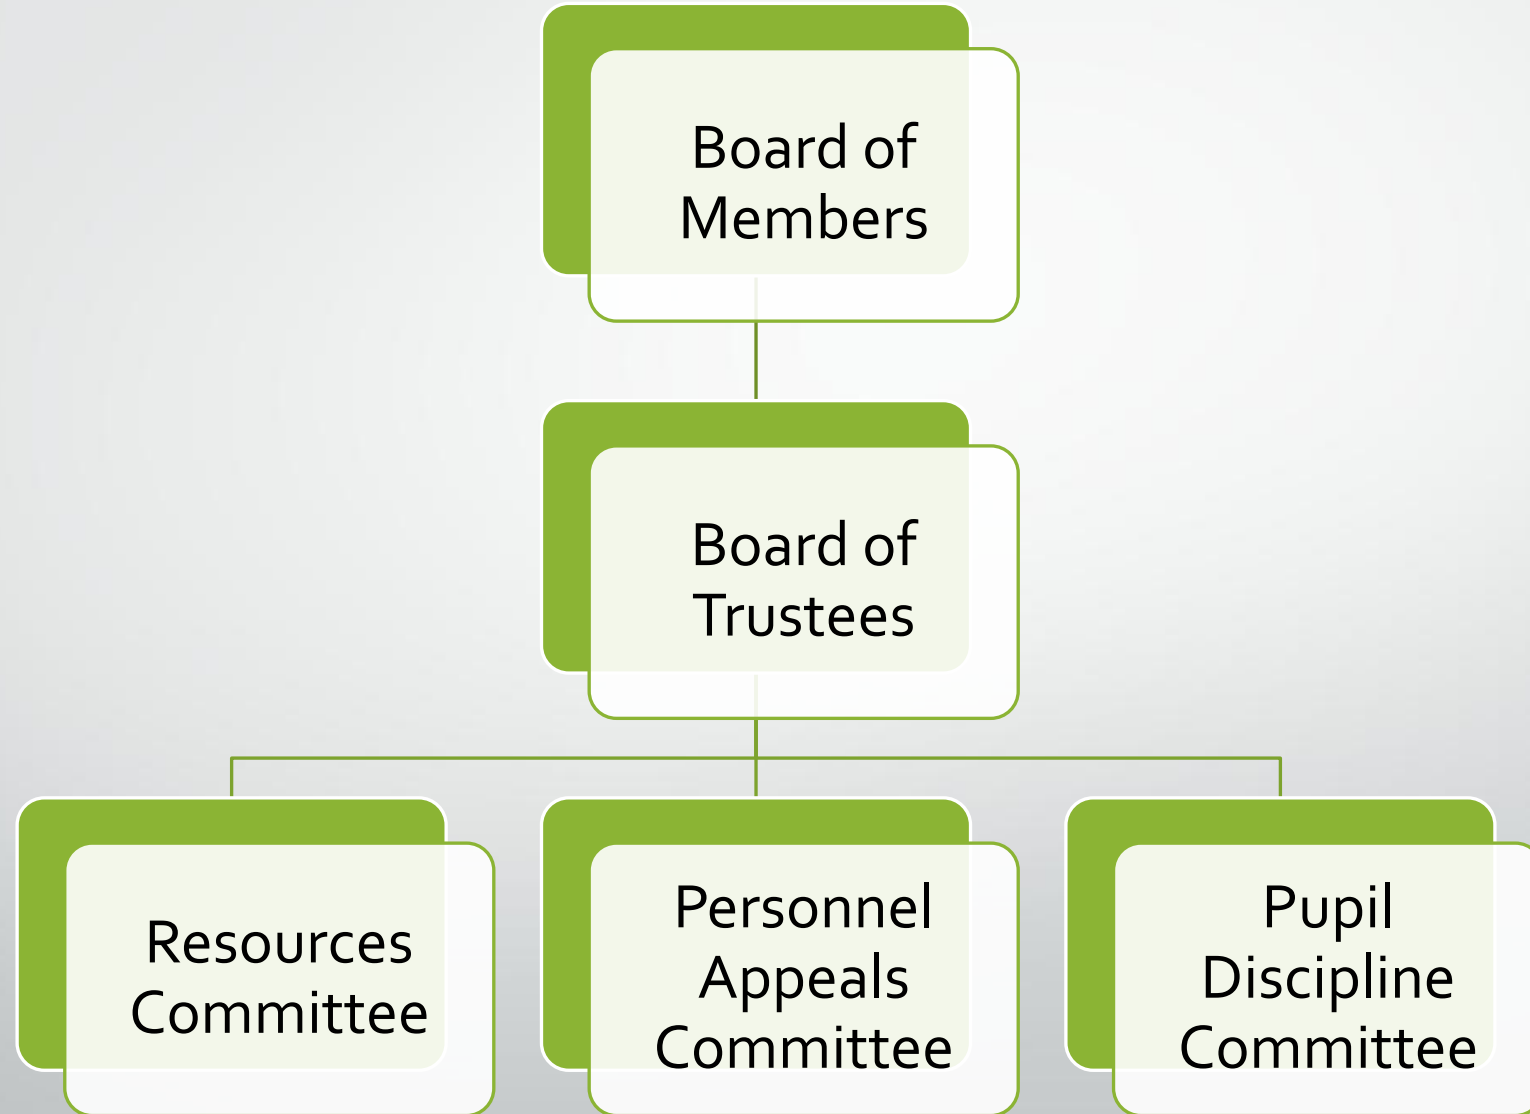 Board of
Members
Board of
Trustees
Resources
Committee
Personnel
Appeals
Committee
Pupil
Discipline
Committee